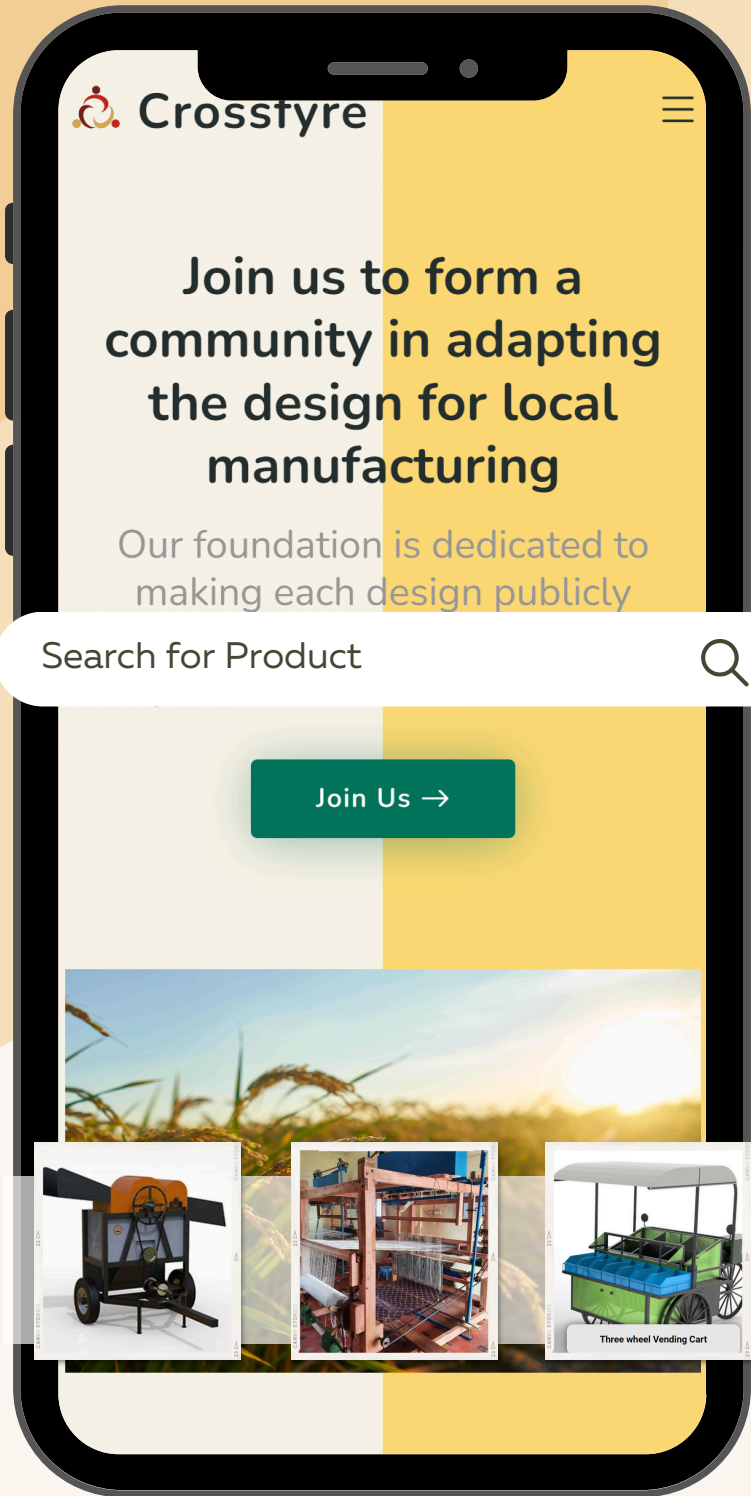 Crossfyre
Join us to form a
community in adapting
the design for local
manufacturing
Our foundation is dedicated to
making each design publicly
Search for Product
Join Us →
Three wheel Vending Cart